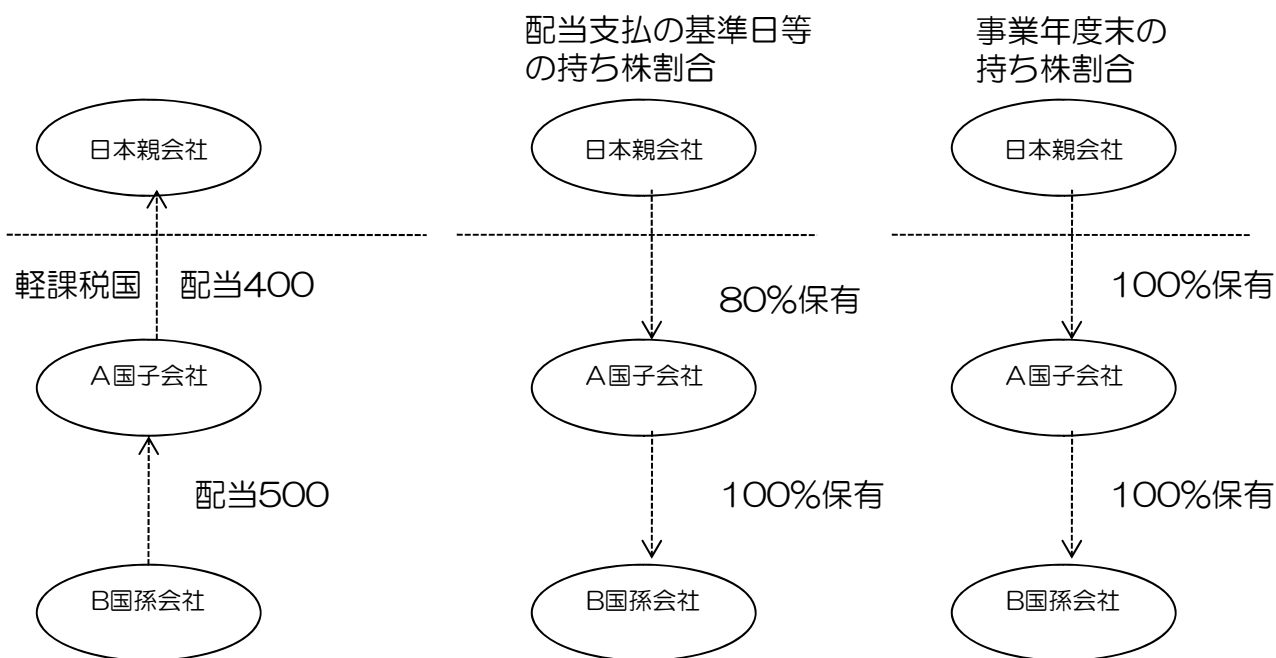 配当支払の基準日等
の持ち株割合
事業年度末の
持ち株割合
日本親会社
日本親会社
日本親会社
軽課税国
配当400
80%保有
100%保有
A国子会社
A国子会社
A国子会社
配当500
100%保有
100%保有
B国孫会社
B国孫会社
B国孫会社